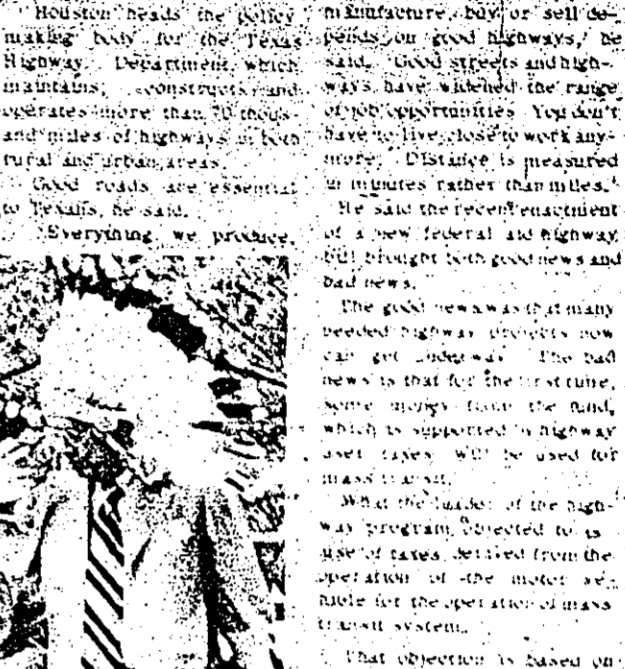 Houston heads the policy
making body for the Texas
Highway Department, which
maintains, constructs and
operates more than 70 thous-
and miles of highways in both
rural and urban areas.
Good roads are essential
to Texans, he said.
"Everything we produce,
manufacture, buy or sell de-
pends on good highways," he
said. "Good streets and high-
ways have widened the range
of job opportunities. You don't
have to live close to work any-
more. Distance is measured
in minutes rather than miles."
He said the recent enactment
of a new federal aid highway
bill brought both good news and
bad news.
The good news was that many
needed highway projects now
can get underway. The bad
news is that for the first time,
some money from the fund,
which is supported by highway
user taxes, will be used for
mass transit.
What the leader of the high-
way program objected to is
use of taxes derived from the
operation of the motor ve-
hicle for the operation of mass
transit system.
That objection is based on